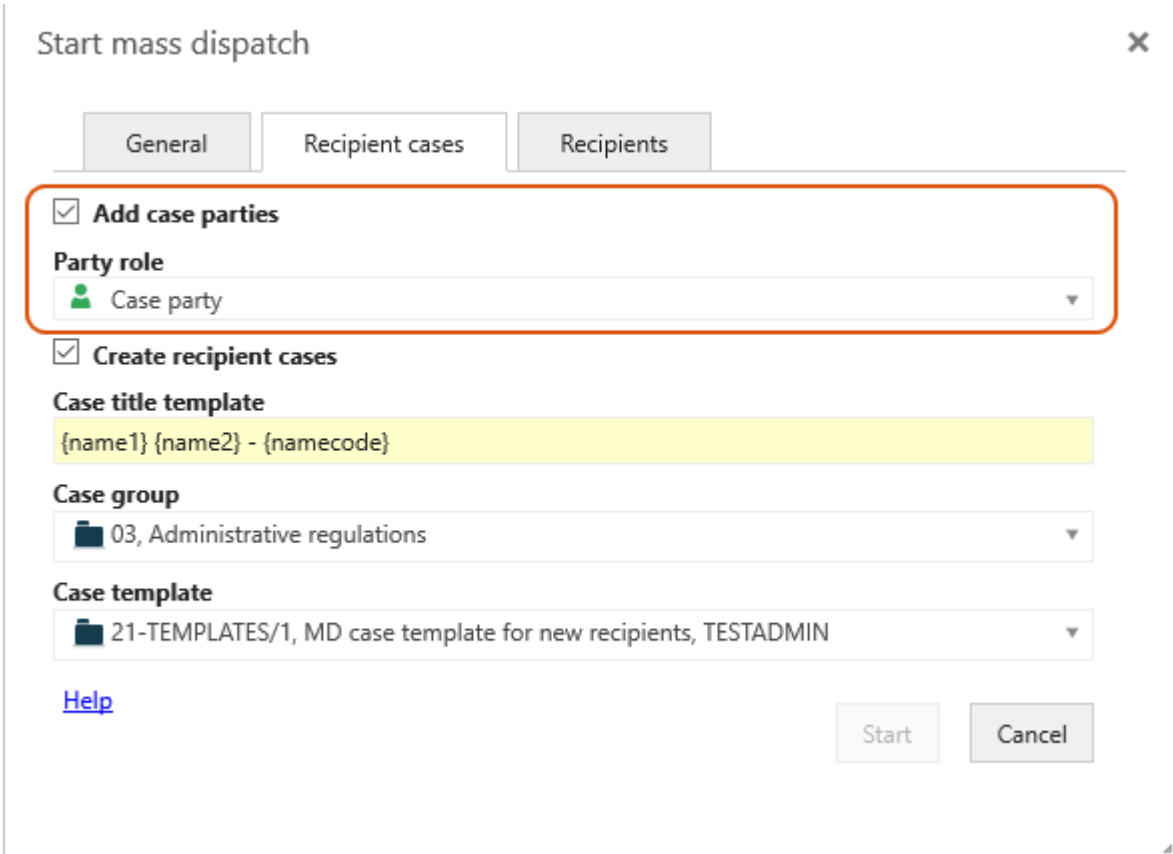 Start mass dispatch
General Recipient cases Recipients
Add case parties
Party role
Case party
Create recipient cases
Case title template
{name1} {name2} - {namecode}
Case group
03, Administrative regulations
Case template
21-TEMPLATES/1, MD case template for new recipients, TESTADMIN
Help
Start Cancel